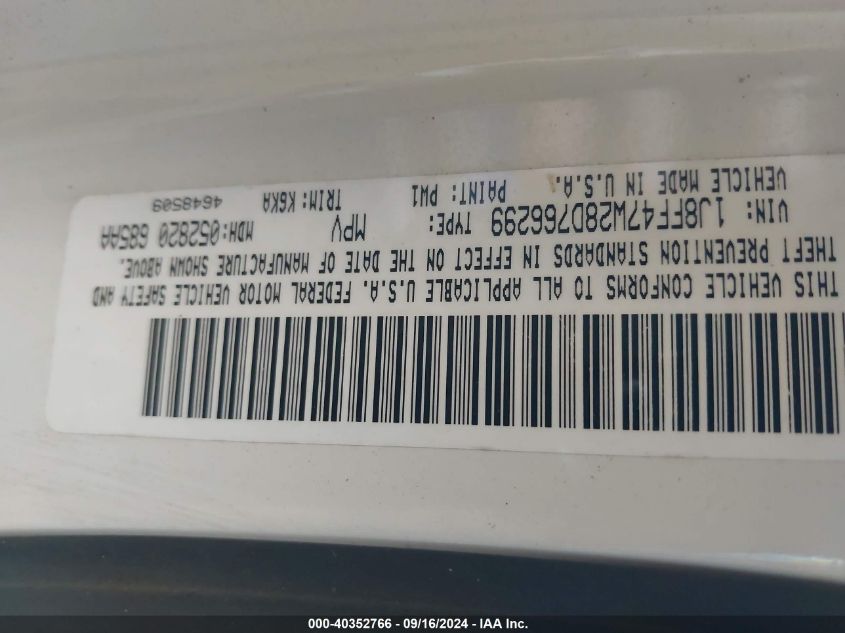 THIS VEHICLE CONFORMS TO ALL APPLICABLE U.S.A. FEDERAL MOTOR VEHICLE SAFETY AND
THEFT PREVENTION STANDARDS IN EFFECT ON THE DATE OF MANUFACTURE SHOWN ABOVE.
VIN: 1J8FF47W28D766299 TYPE: MPV MDH:052820 685AA
VEHICLE MADE IN U.S.A. PAINT: PW1 TRIM: K6KA 4648509
000-40352766 - 09/16/2024 - IAA Inc.